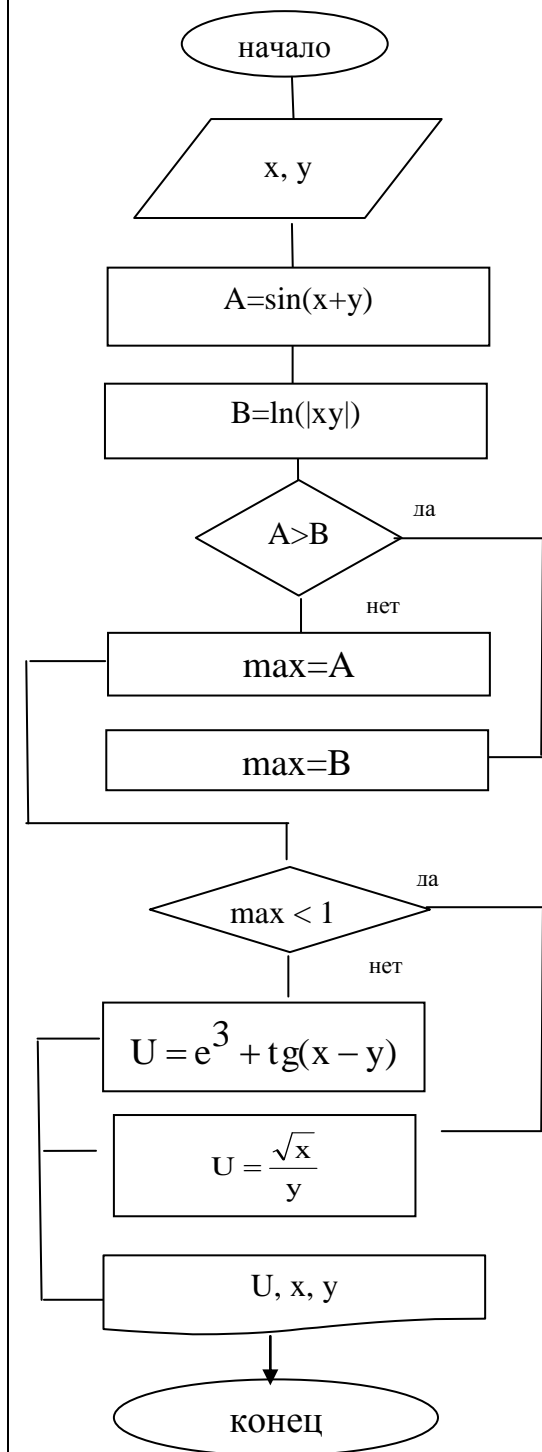 начало
x, y
A=sin(x+y)
B=ln(|xy|)
A>B
да
нет
max=A
max=B
max < 1
да
нет
U = e^3 + tg(x − y)
U = √x / y
U, x, y
конец